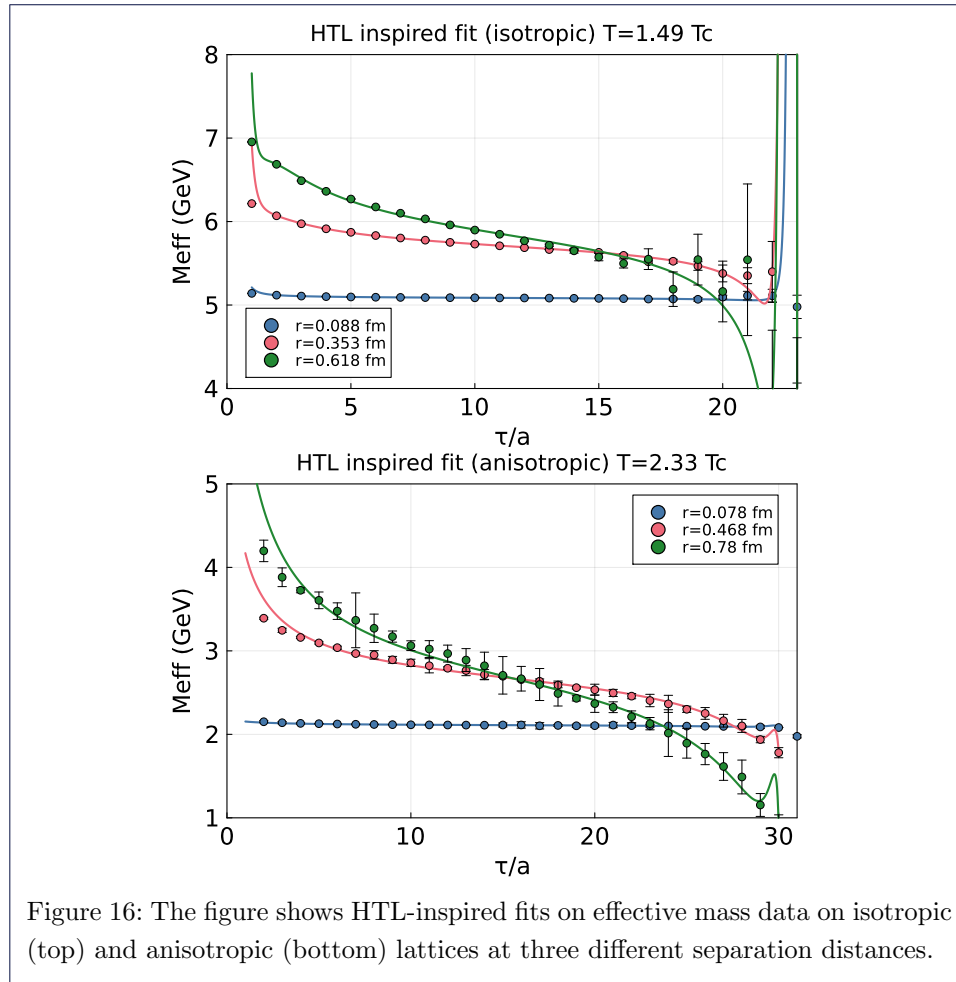 HTL inspired fit (isotropic) T=1.49 Tc
8
7
6
5
4
Meff (GeV)
r=0.088 fm
r=0.353 fm
r=0.618 fm
0 5 10 15 20
τ/a
HTL inspired fit (anisotropic) T=2.33 Tc
5
4
3
2
1
Meff (GeV)
r=0.078 fm
r=0.468 fm
r=0.78 fm
0 10 20 30
τ/a
Figure 16: The figure shows HTL-inspired fits on effective mass data on isotropic
(top) and anisotropic (bottom) lattices at three different separation distances.